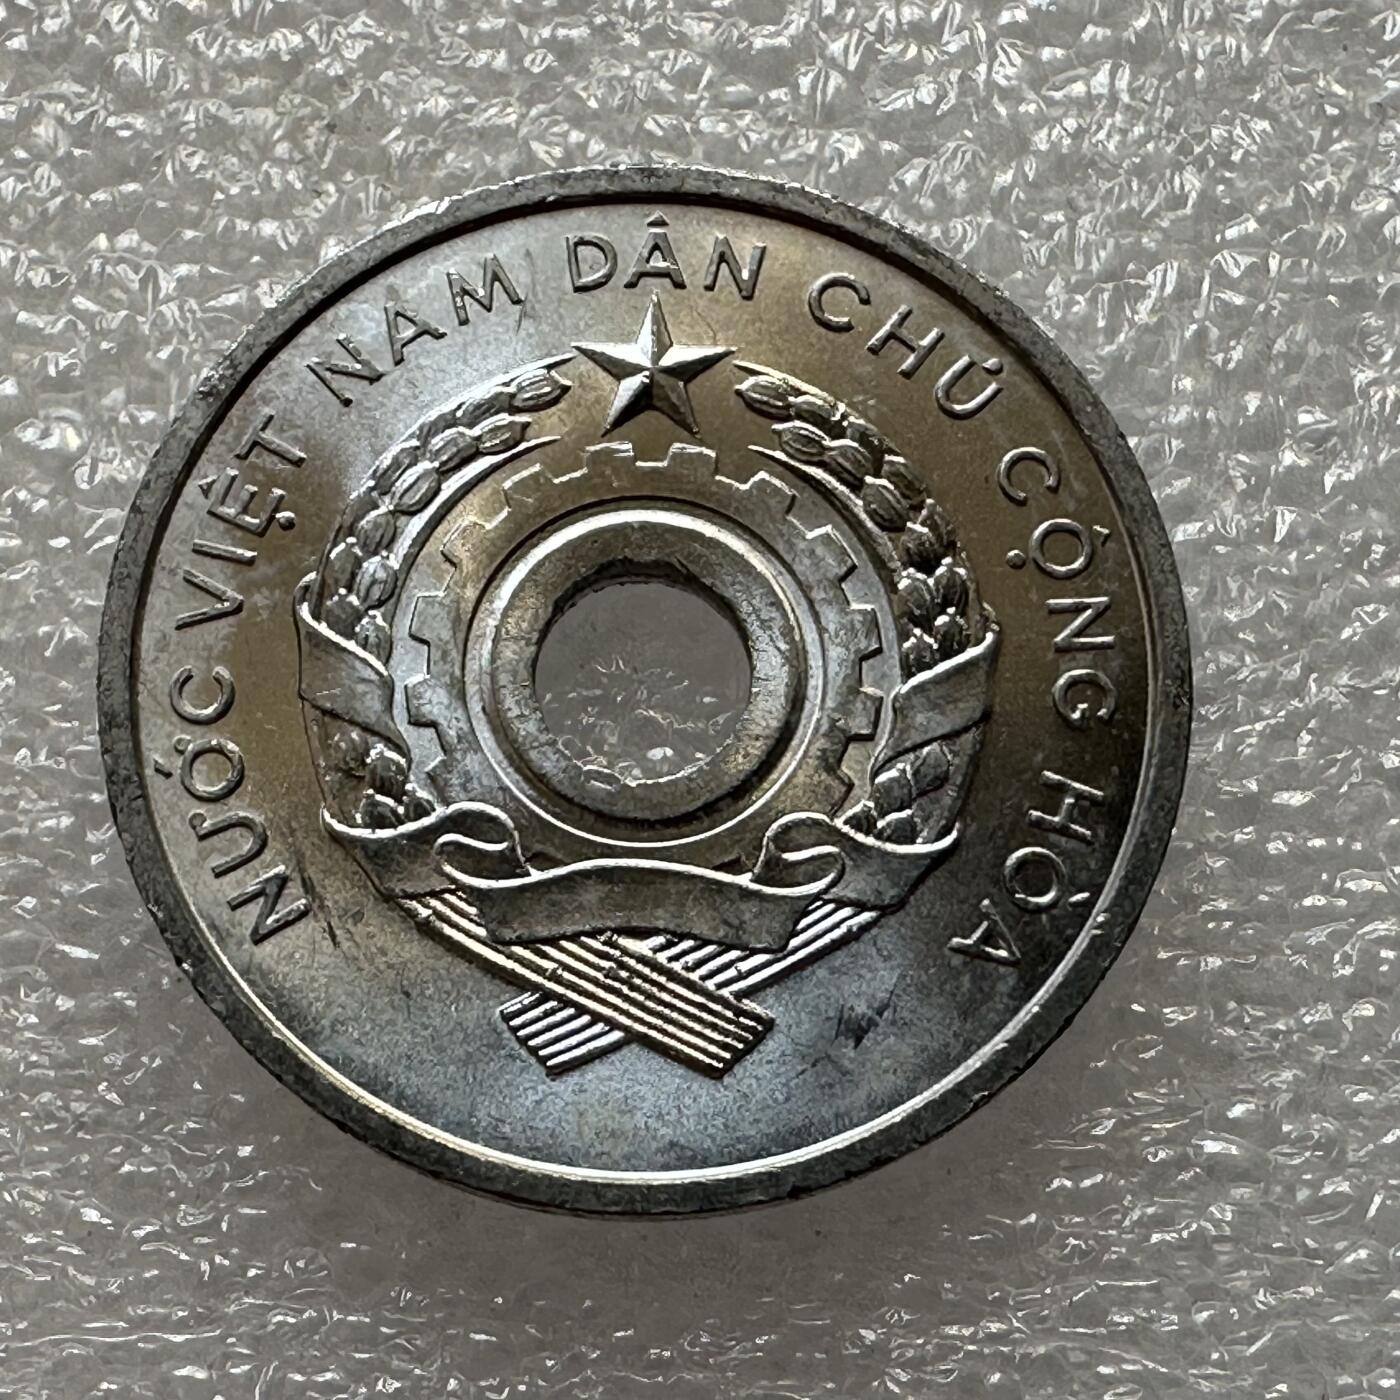 NƯỚC VIỆT NAM DÂN CHỦ CỘNG HÒA